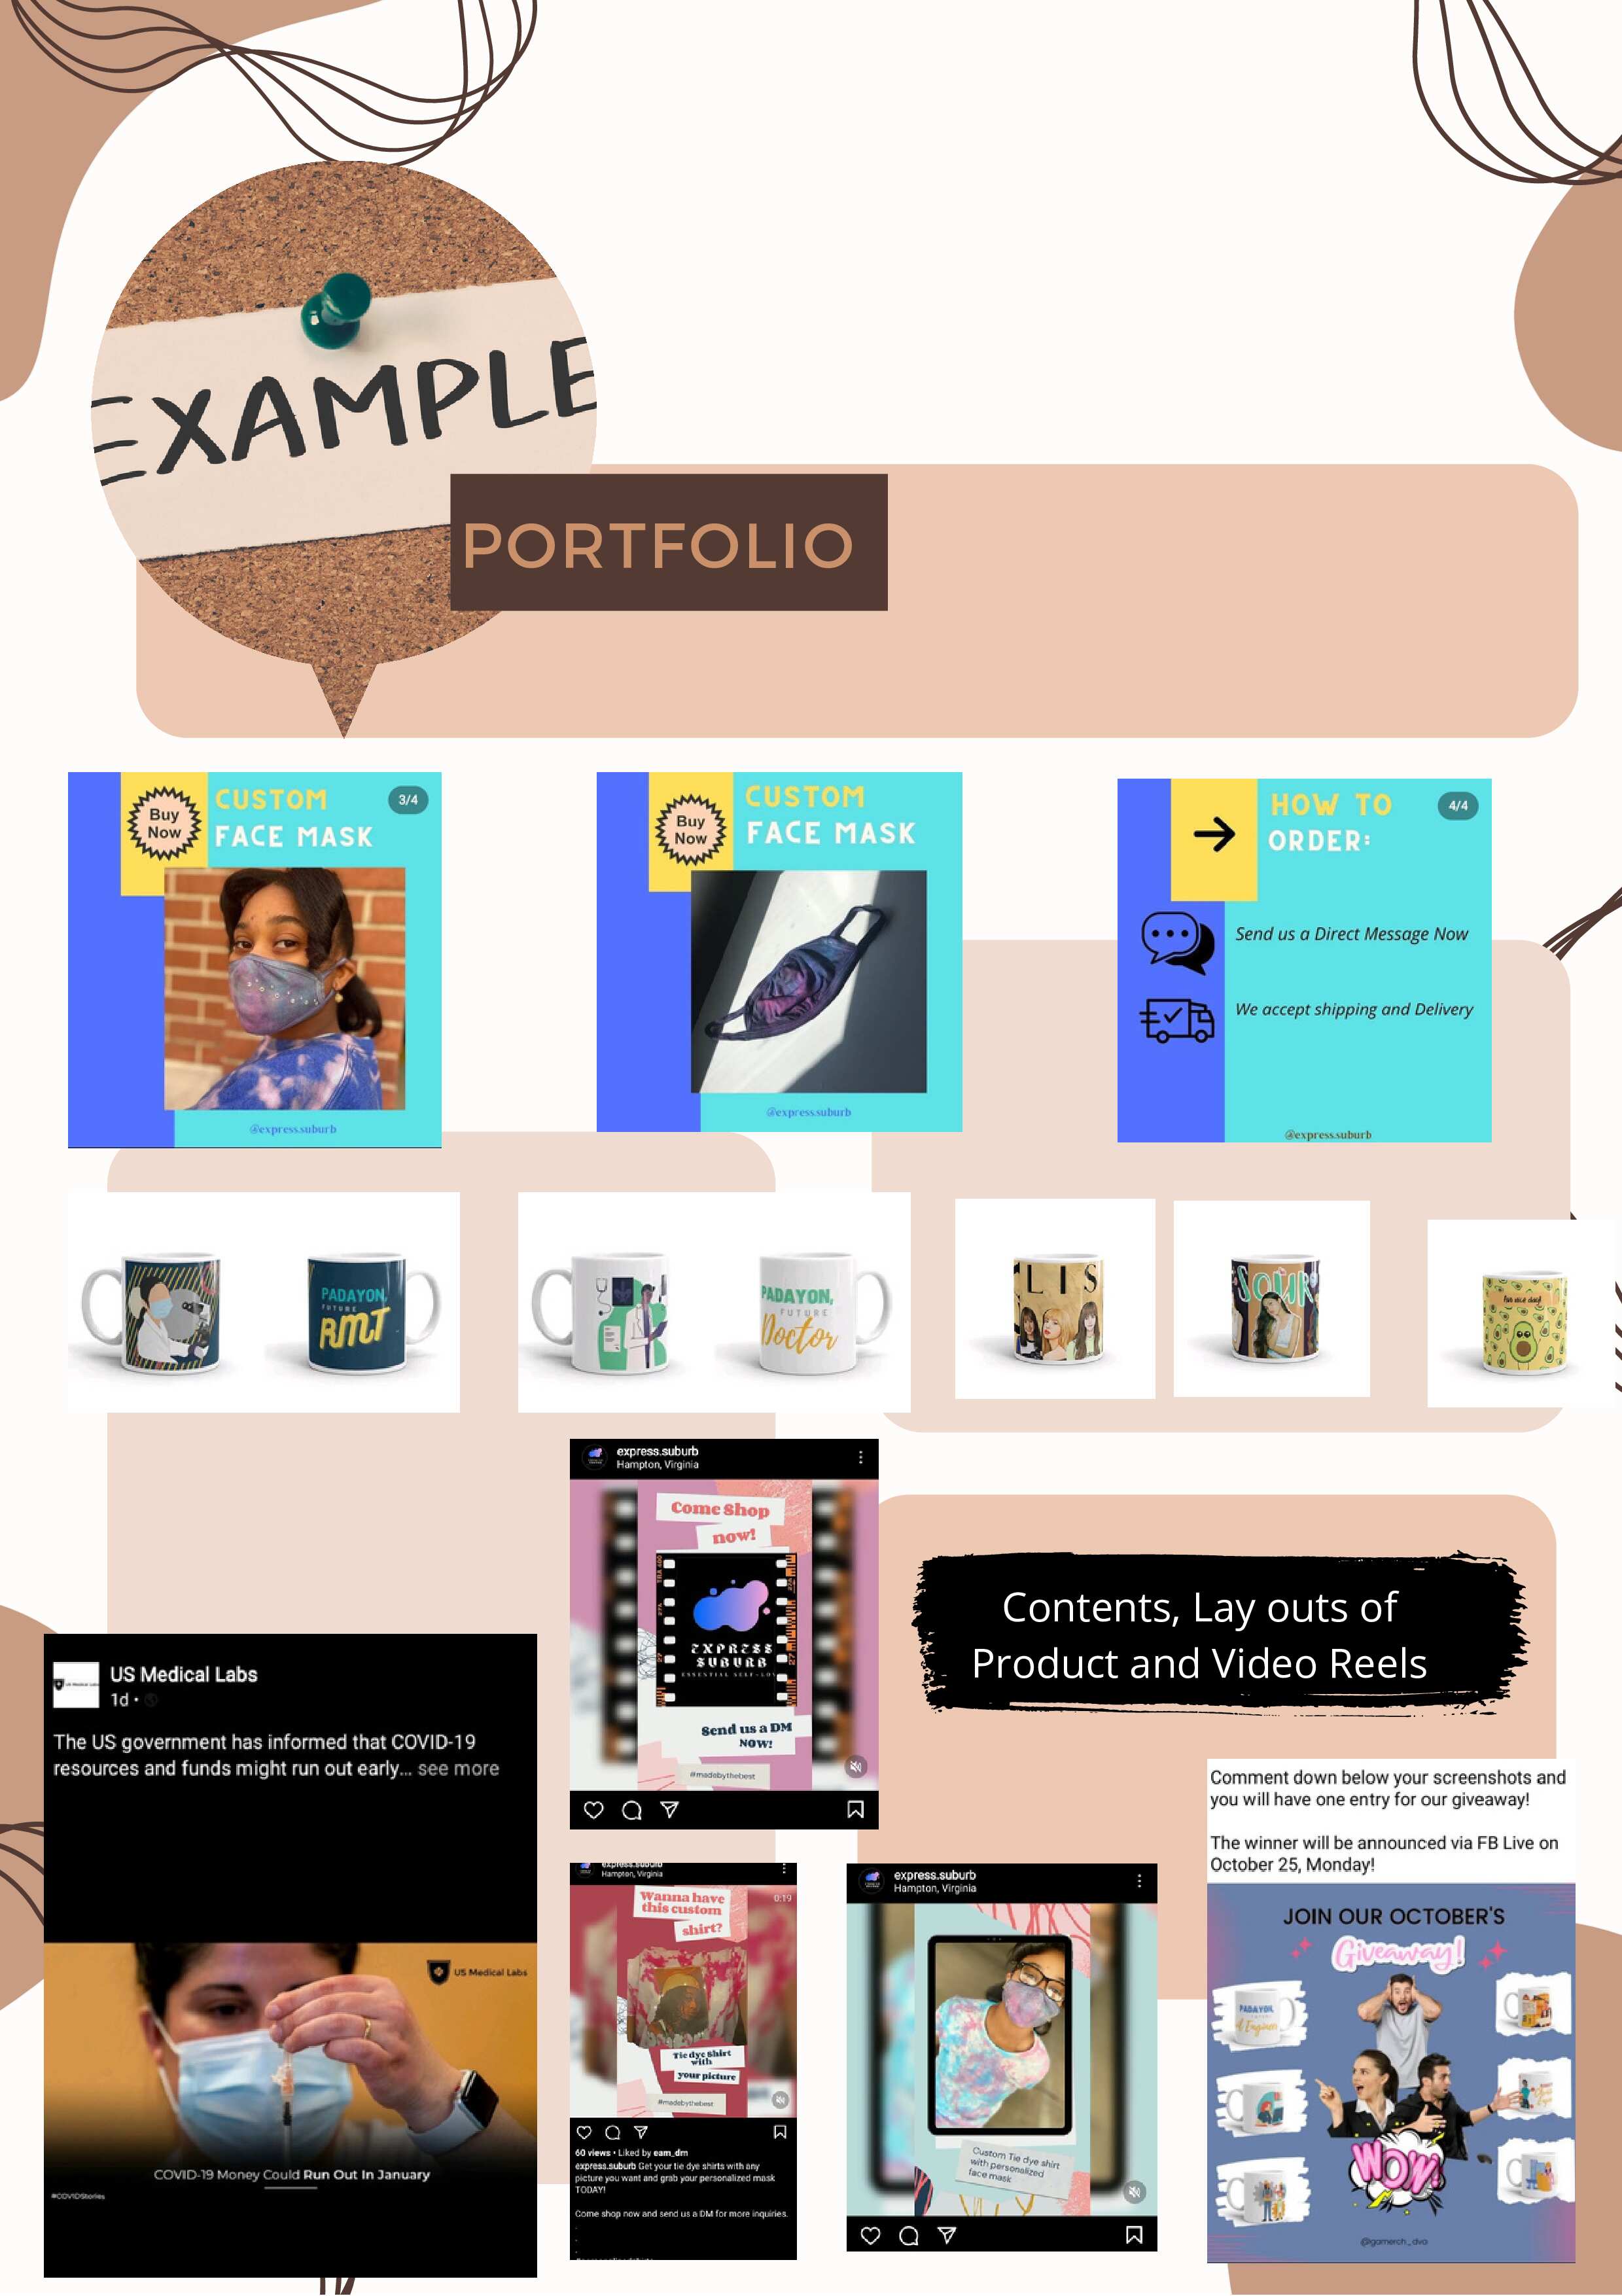 EXAMPLE
PORTFOLIO
Buy
Now
CUSTOM
FACE MASK
3/4
@express.suburb
Buy
Now
CUSTOM
FACE MASK
@express.suburb
HOW TO
ORDER:
4/4
Send us a Direct Message Now
We accept shipping and Delivery
@express.suburb
PADAYON,
FUTURE
RMT
PADAYON,
FUTURE
Doctor
LIS
SOUR
express.suburb
Hampton, Virginia
Come Shop
now!
EXPRESS
SUBURB
ESSENTIAL SELF-LOV
Send us a DM
NOW!
#madebythebest
Contents, Lay outs of
Product and Video Reels
US Medical Labs
1d •
The US government has informed that COVID-19
resources and funds might run out early... see more
US Medical Labs
COVID-19 Money Could Run Out In January
#COVIDStories
express.suburb
Hampton, Virginia
Wanna have
this custom
shirt?
0:19
Tie dye Shirt
with
your picture
#madebythebest
60 views • Liked by eam_dm
express.suburb Get your tie dye shirts with any
picture you want and grab your personalized mask
TODAY!
Come shop now and send us a DM for more inquiries.
express.suburb
Hampton, Virginia
Custom Tie dye shirt
with personalized
face mask
Comment down below your screenshots and
you will have one entry for our giveaway!
The winner will be announced via FB Live on
October 25, Monday!
JOIN OUR OCTOBER'S
Giveaway!
PADAYON,
WOW!
@gamerch_dvo